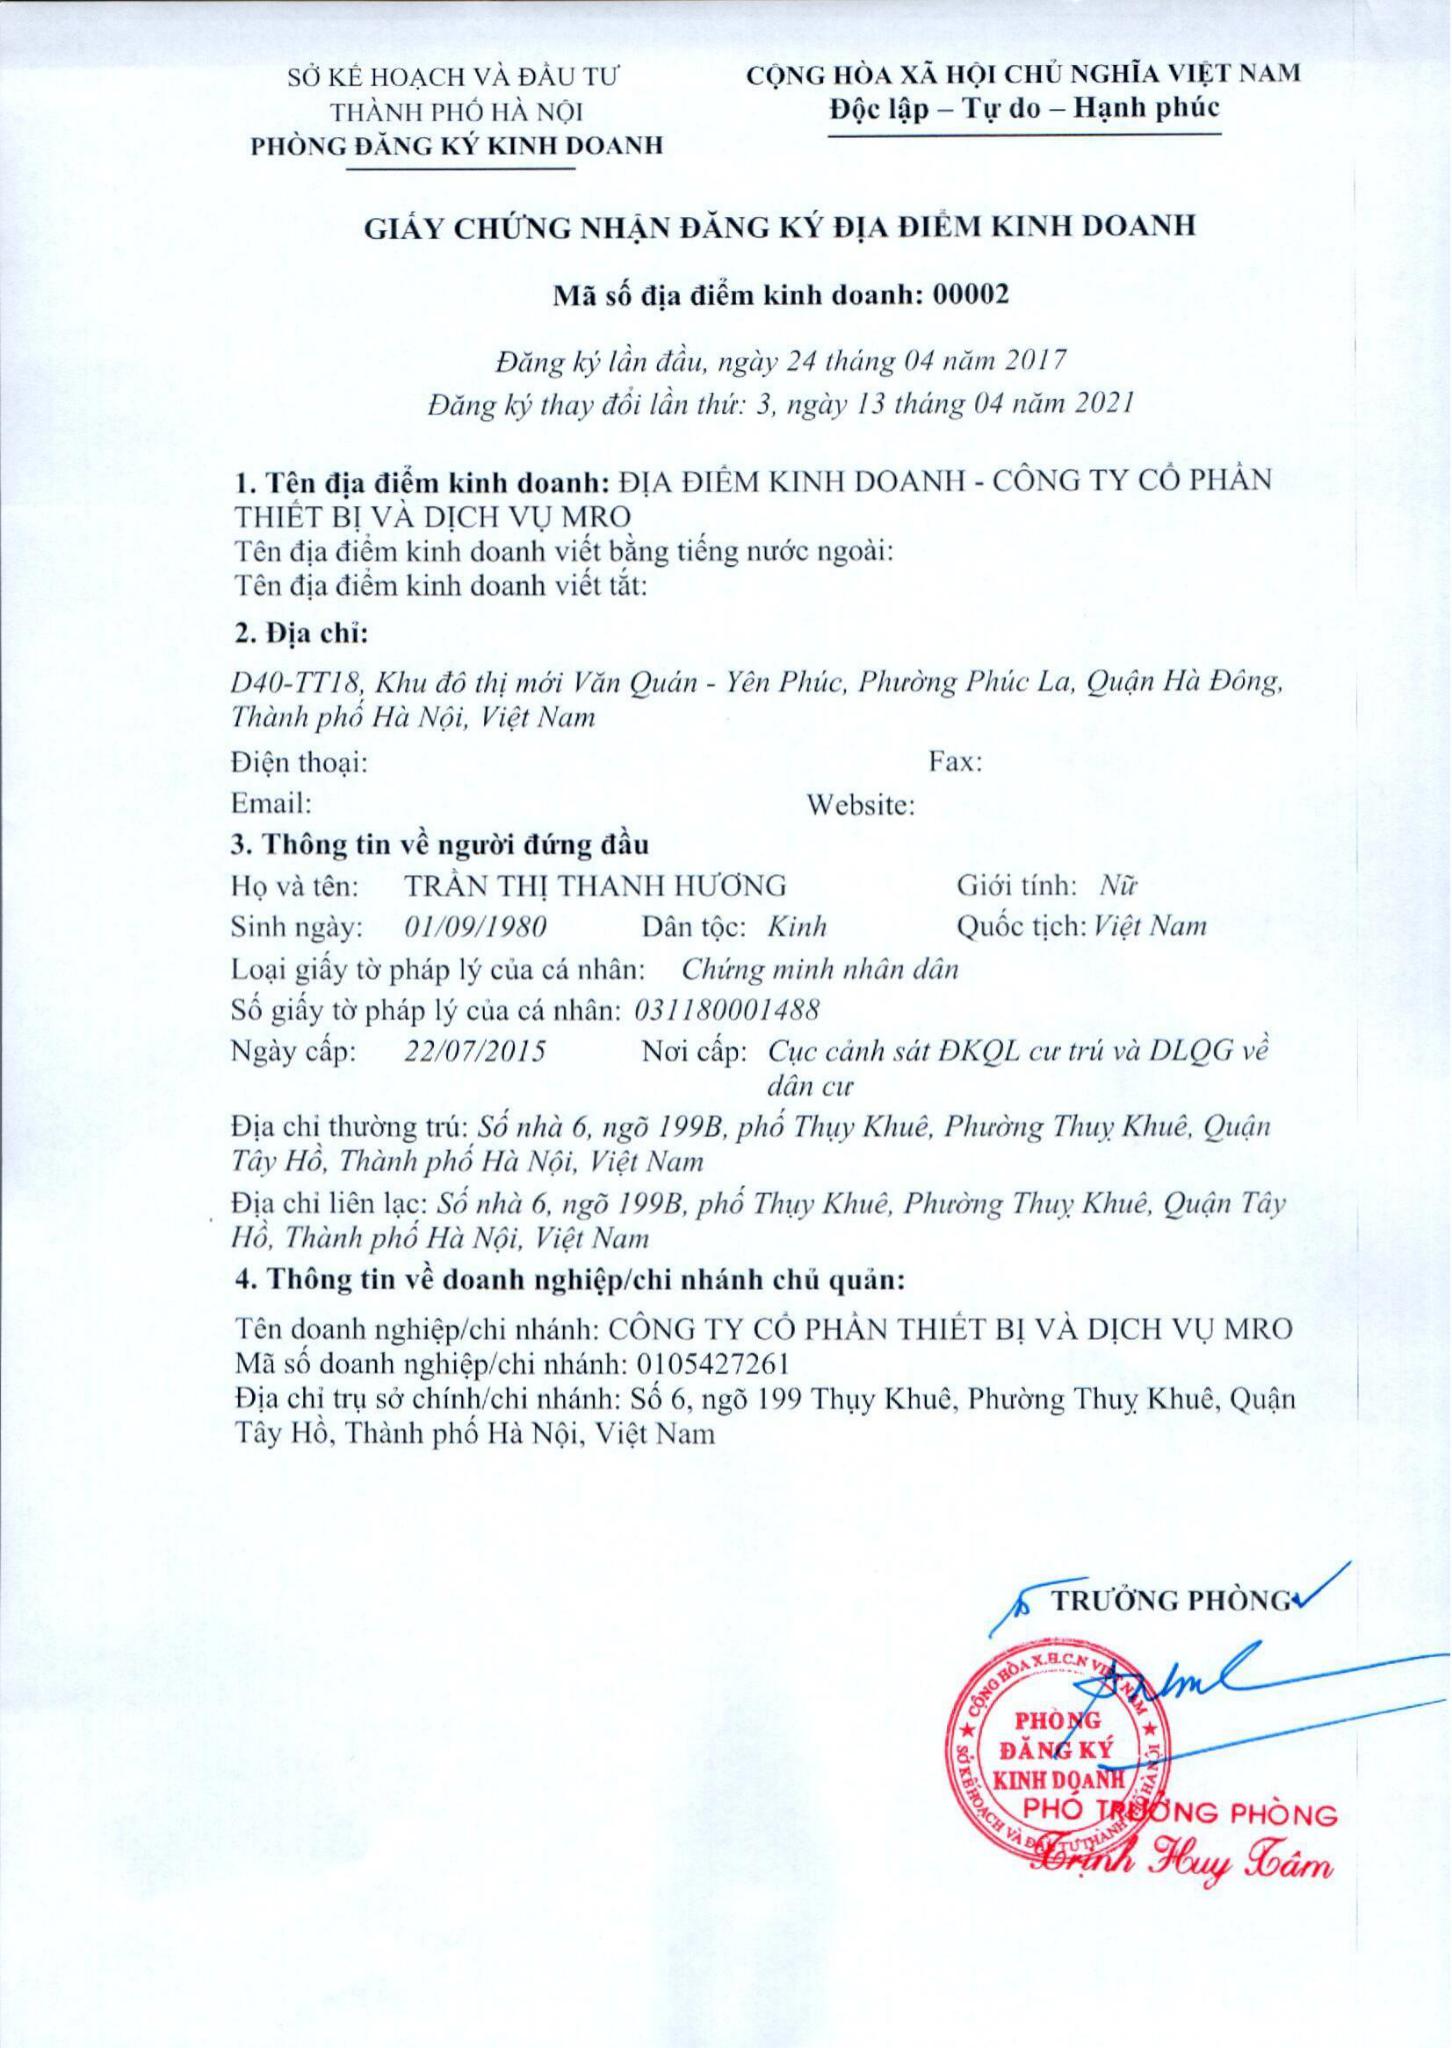 SỞ KẾ HOẠCH VÀ ĐẦU TƯ
THÀNH PHỐ HÀ NỘI
PHÒNG ĐĂNG KÝ KINH DOANH
CỘNG HÒA XÃ HỘI CHỦ NGHĨA VIỆT NAM
Độc lập – Tự do – Hạnh phúc
GIẤY CHỨNG NHẬN ĐĂNG KÝ ĐỊA ĐIỂM KINH DOANH
Mã số địa điểm kinh doanh: 00002
Đăng ký lần đầu, ngày 24 tháng 04 năm 2017
Đăng ký thay đổi lần thứ: 3, ngày 13 tháng 04 năm 2021
1. Tên địa điểm kinh doanh: ĐỊA ĐIỂM KINH DOANH - CÔNG TY CỔ PHẦN
THIẾT BỊ VÀ DỊCH VỤ MRO
Tên địa điểm kinh doanh viết bằng tiếng nước ngoài:
Tên địa điểm kinh doanh viết tắt:
2. Địa chỉ:
D40-TT18, Khu đô thị mới Văn Quán - Yên Phúc, Phường Phúc La, Quận Hà Đông,
Thành phố Hà Nội, Việt Nam
Điện thoại: Fax:
Email: Website:
3. Thông tin về người đứng đầu
Họ và tên: TRẦN THỊ THANH HƯƠNG Giới tính: Nữ
Sinh ngày: 01/09/1980 Dân tộc: Kinh Quốc tịch: Việt Nam
Loại giấy tờ pháp lý của cá nhân: Chứng minh nhân dân
Số giấy tờ pháp lý của cá nhân: 031180001488
Ngày cấp: 22/07/2015 Nơi cấp: Cục cảnh sát ĐKQL cư trú và DLQG về
dân cư
Địa chỉ thường trú: Số nhà 6, ngõ 199B, phố Thụy Khuê, Phường Thuỵ Khuê, Quận
Tây Hồ, Thành phố Hà Nội, Việt Nam
Địa chỉ liên lạc: Số nhà 6, ngõ 199B, phố Thụy Khuê, Phường Thuỵ Khuê, Quận Tây
Hồ, Thành phố Hà Nội, Việt Nam
4. Thông tin về doanh nghiệp/chi nhánh chủ quản:
Tên doanh nghiệp/chi nhánh: CÔNG TY CỔ PHẦN THIẾT BỊ VÀ DỊCH VỤ MRO
Mã số doanh nghiệp/chi nhánh: 0105427261
Địa chỉ trụ sở chính/chi nhánh: Số 6, ngõ 199 Thụy Khuê, Phường Thuỵ Khuê, Quận
Tây Hồ, Thành phố Hà Nội, Việt Nam
TRƯỞNG PHÒNG
CỘNG HÒA X.H.C.N VIỆT NAM
PHÒNG
ĐĂNG KÝ
KINH DOANH
SỞ KẾ HOẠCH VÀ ĐẦU TƯ THÀNH PHỐ HÀ NỘI
PHÓ TRƯỞNG PHÒNG
Trịnh Huy Tâm